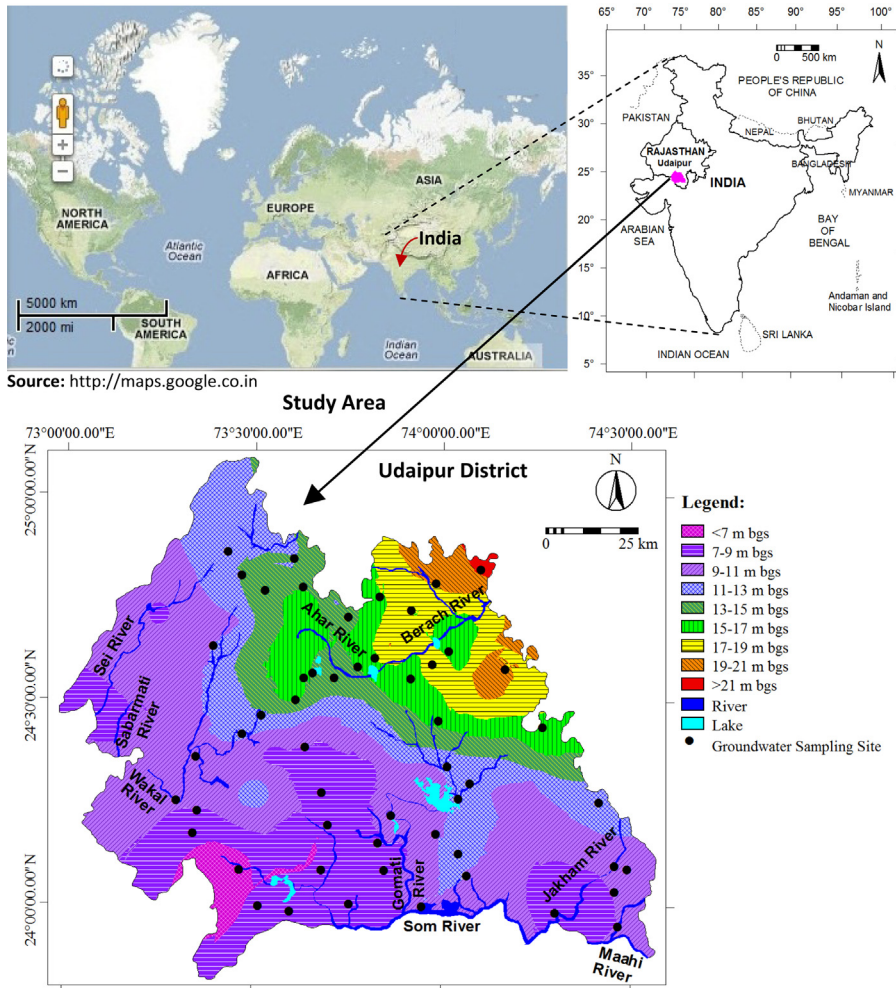 NORTH
AMERICA
Atlantic
Ocean
EUROPE
ASIA
India
AFRICA
5000 km
2000 mi
SOUTH
AMERICA
Indian
Ocean
AUSTRALIA
n
Source: http://maps.google.co.in
65° 70° 75° 80° 85° 90° 95° 100°
0 500 km
N
35°
30°
25°
20°
15°
10°
5°
PEOPLE'S REPUBLIC
OF CHINA
PAKISTAN
NEPAL
BHUTAN
RAJASTHAN
Udaipur
BANGLADESH
INDIA
MYANMAR
ARABIAN
SEA
BAY
OF
BENGAL
Andaman and
Nicobar Island
SRI LANKA
INDIAN OCEAN
70° 75° 80° 85° 90° 95°
Study Area
73°00'00.00"E 73°30'00.00"E 74°00'00.00"E 74°30'00.00"E
Udaipur District
N
0 25 km
25°00'00.00"N
24°30'00.00"N
24°00'00.00"N
Sei River
Sabarmati
River
Wakal
River
Ahar River
Berach River
Gomati
River
Som River
Jakham River
Maahi
River
Legend:
<7 m bgs
7-9 m bgs
9-11 m bgs
11-13 m bgs
13-15 m bgs
15-17 m bgs
17-19 m bgs
19-21 m bgs
>21 m bgs
River
Lake
Groundwater Sampling Site